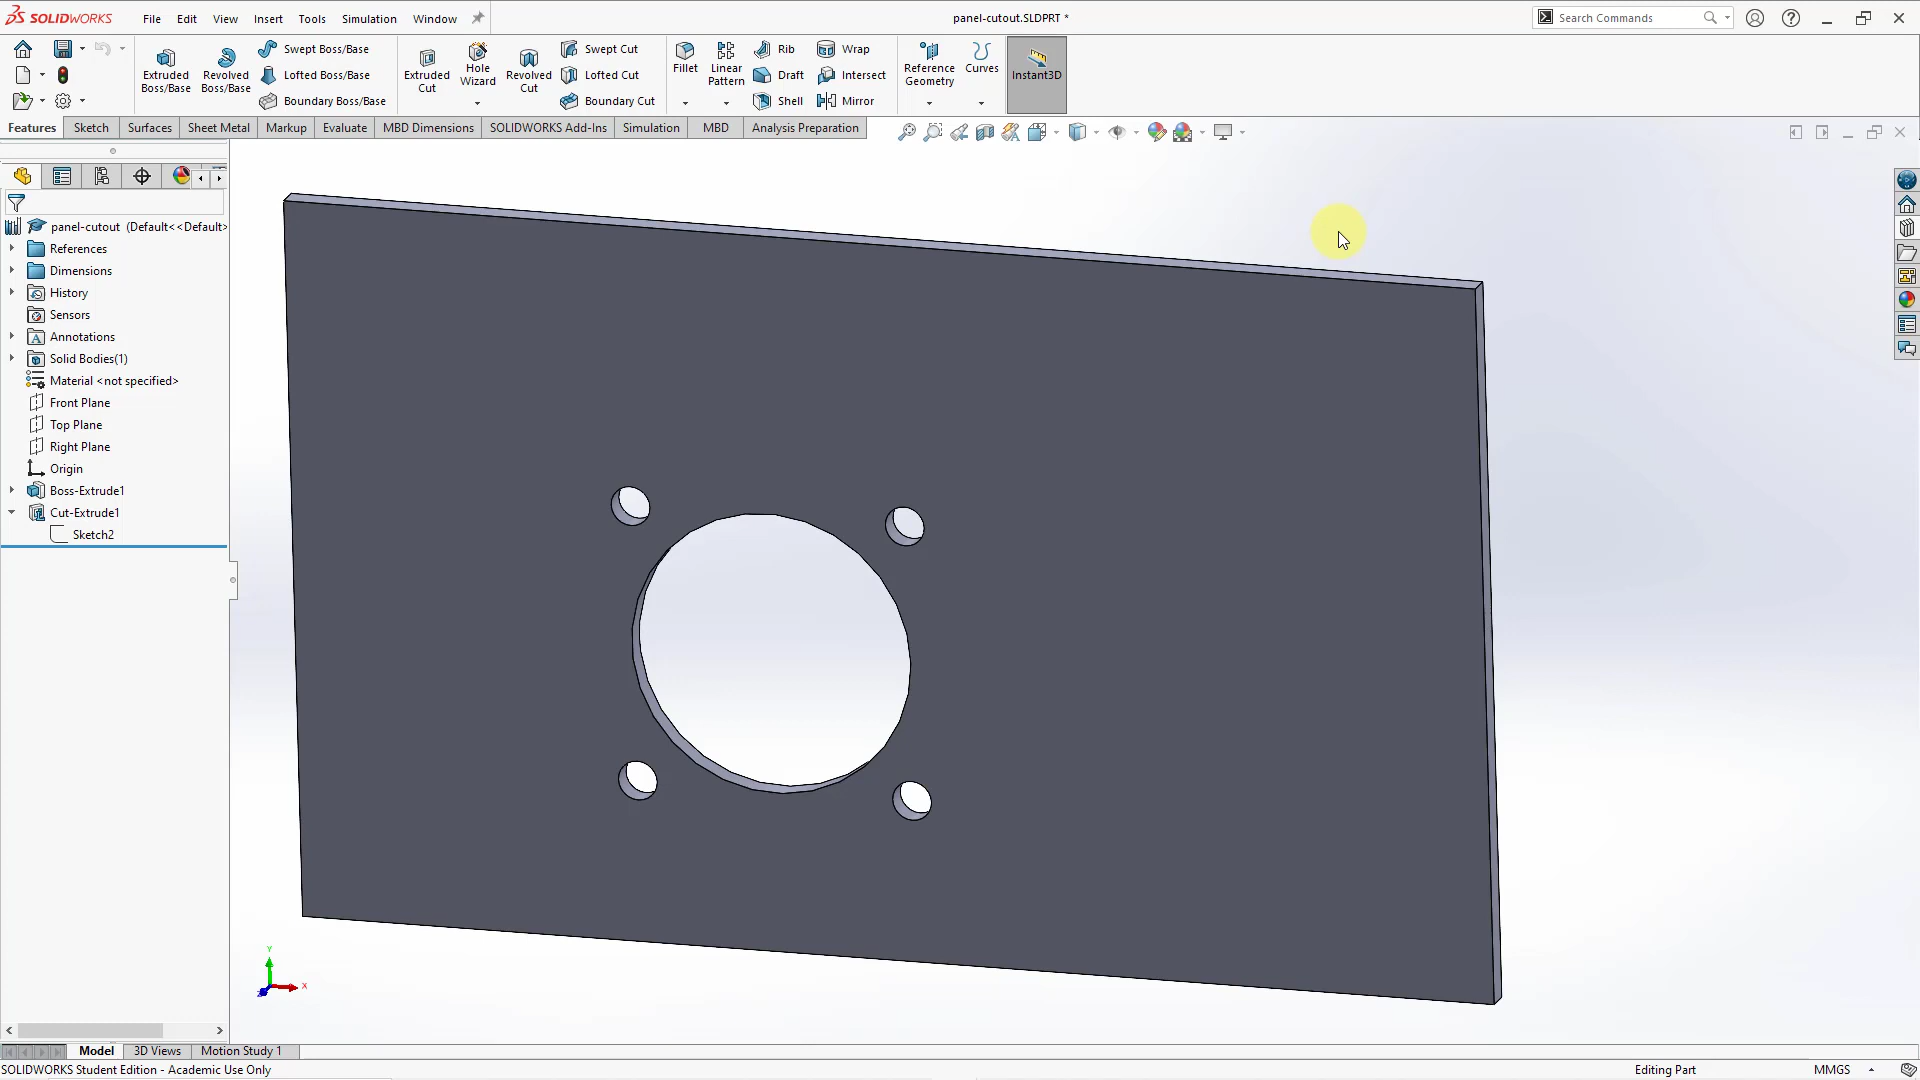 SOLIDWORKS File Edit View Insert Tools Simulation Window panel-cutout.SLDPRT * Search Commands
Extruded Boss/Base
Revolved Boss/Base
Swept Boss/Base
Lofted Boss/Base
Boundary Boss/Base
Extruded Cut
Hole Wizard
Revolved Cut
Swept Cut
Lofted Cut
Boundary Cut
Fillet
Linear Pattern
Rib
Draft
Shell
Wrap
Intersect
Mirror
Reference Geometry
Curves
Instant3D
Features Sketch Surfaces Sheet Metal Markup Evaluate MBD Dimensions SOLIDWORKS Add-Ins Simulation MBD Analysis Preparation
panel-cutout (Default<<Default>
References
Dimensions
History
Sensors
Annotations
Solid Bodies(1)
Material <not specified>
Front Plane
Top Plane
Right Plane
Origin
Boss-Extrude1
Cut-Extrude1
Sketch2
Y
X
Z
Model 3D Views Motion Study 1
SOLIDWORKS Student Edition - Academic Use Only Editing Part MMGS